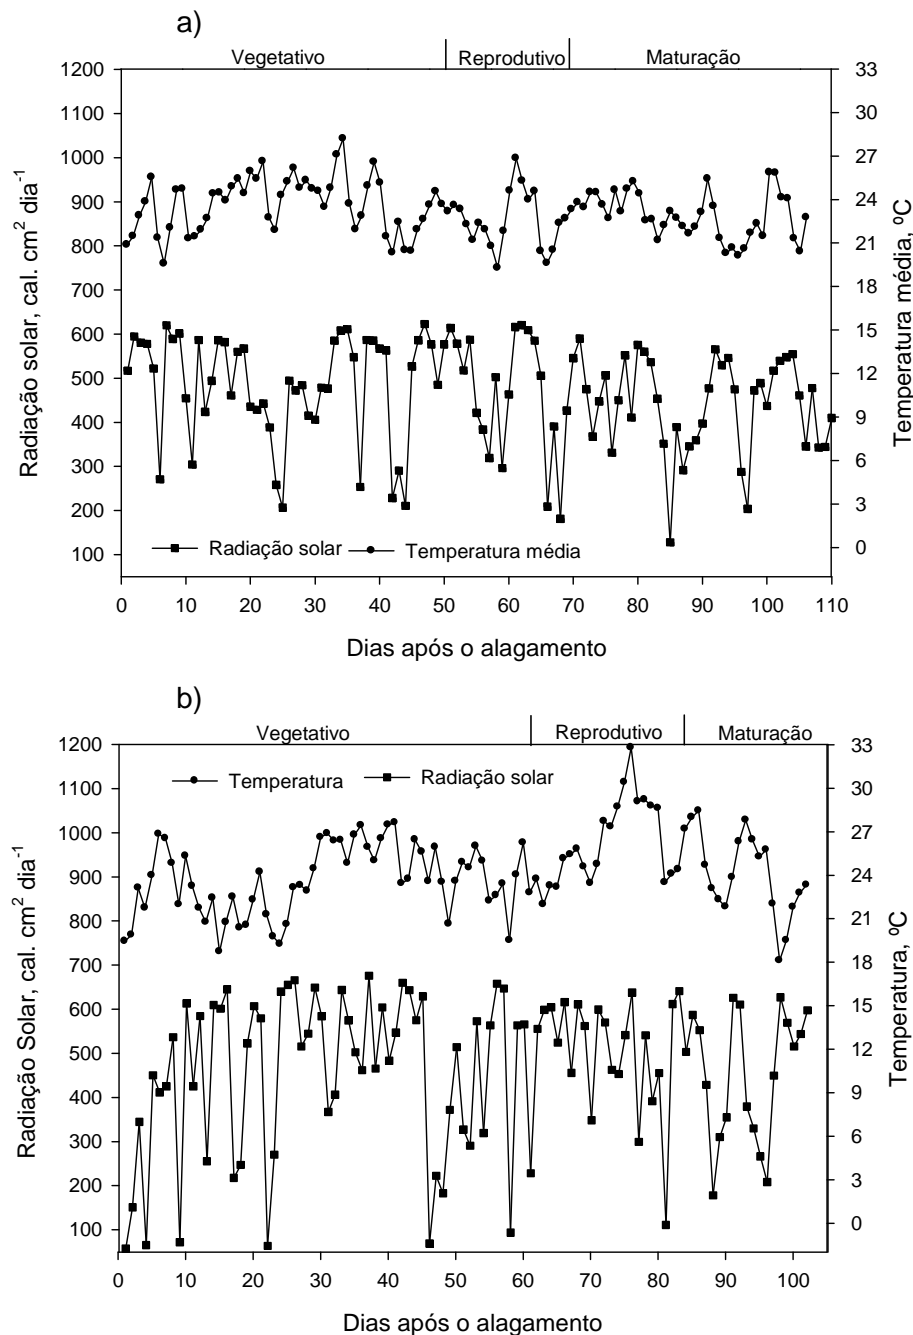 a)
Vegetativo Reprodutivo Maturação
1200 33
1100 30
1000 27
900 24
800 21
700 18
600 15
500 12
400 9
300 6
200 3
100 0
Radiação solar, cal. cm² dia⁻¹
Temperatura média, ºC
Radiação solar Temperatura média
0 10 20 30 40 50 60 70 80 90 100 110
Dias após o alagamento
b)
Vegetativo Reprodutivo Maturação
1200 33
1100 30
1000 27
900 24
800 21
700 18
600 15
500 12
400 9
300 6
200 3
100 0
Radiação Solar, cal. cm² dia⁻¹
Temperatura, ºC
Temperatura Radiação solar
0 10 20 30 40 50 60 70 80 90 100
Dias após o alagamento